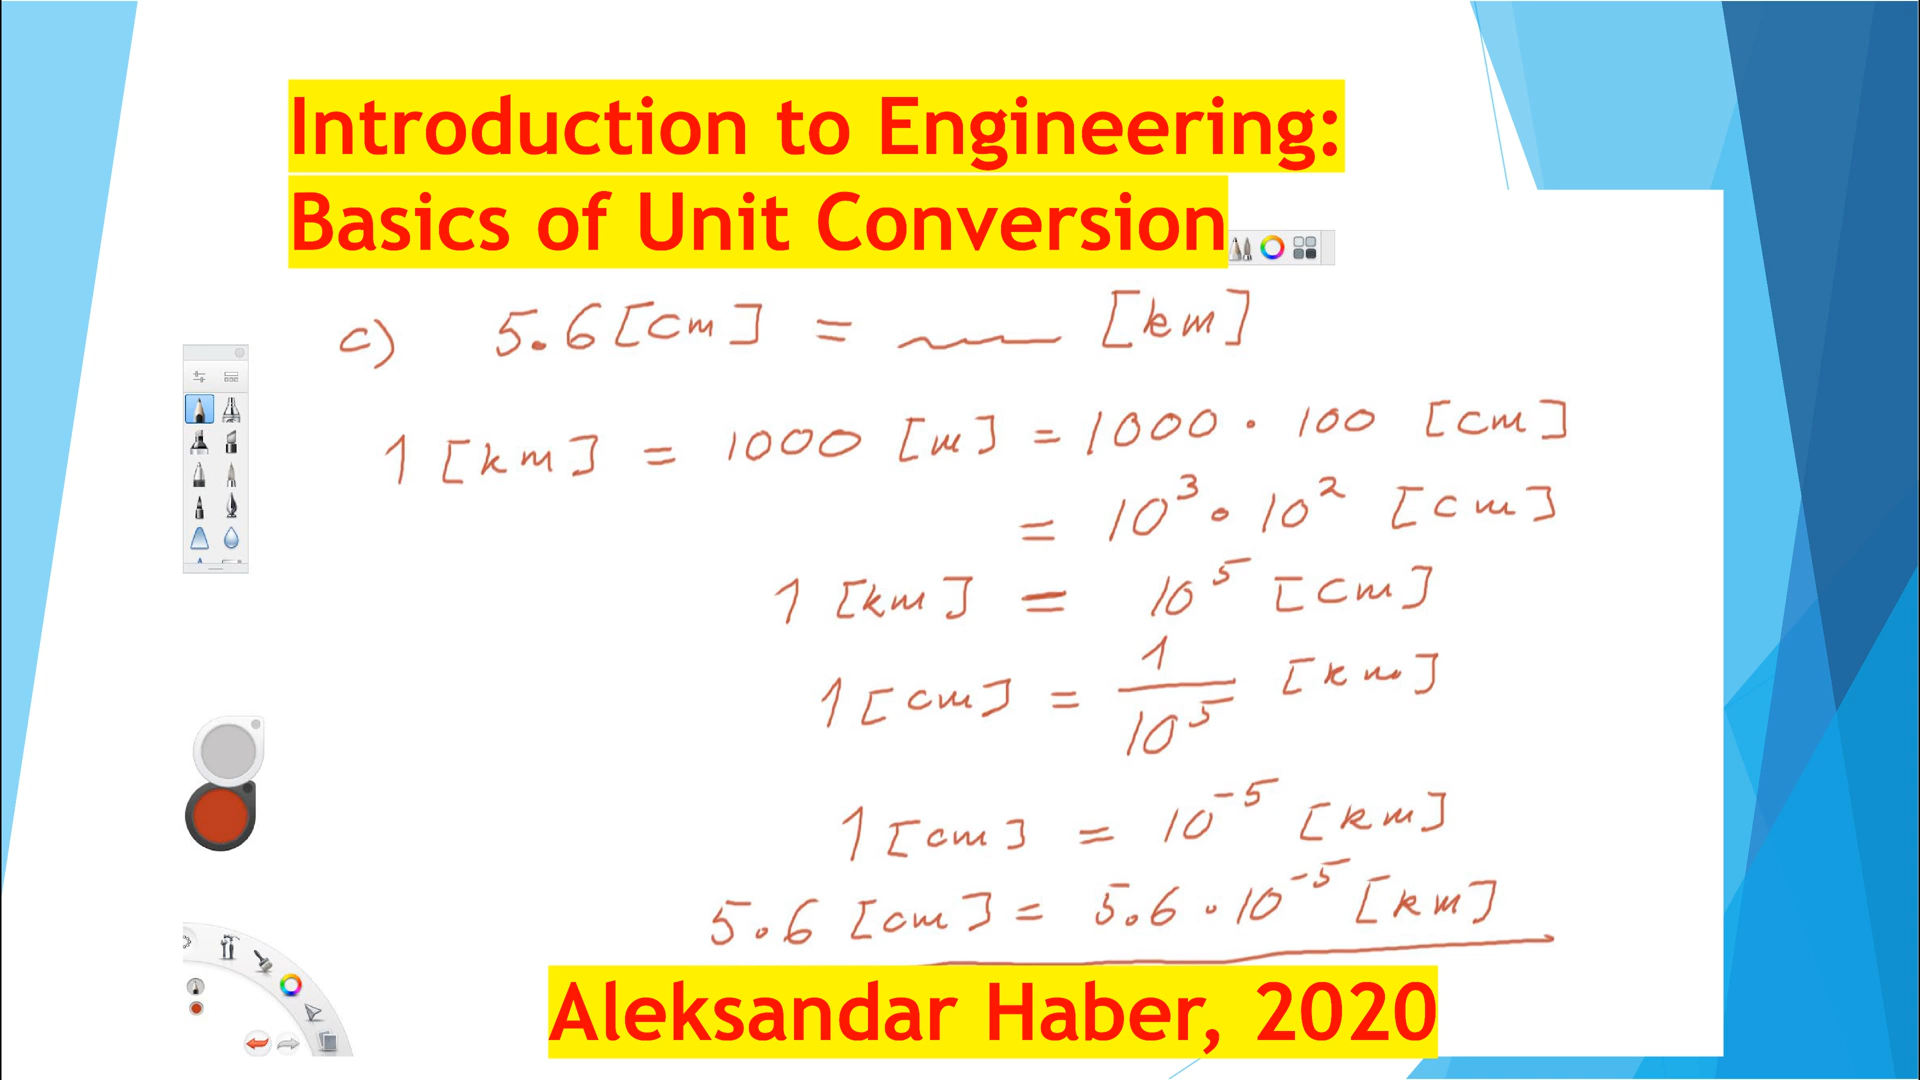 Introduction to Engineering:
Basics of Unit Conversion
c) 5.6 [cm] = ___ [km]
1 [km] = 1000 [m] = 1000 · 100 [cm]
= 10³ · 10² [cm]
1 [km] = 10⁵ [cm]
1 [cm] = 1/10⁵ [km]
1 [cm] = 10⁻⁵ [km]
5.6 [cm] = 5.6 · 10⁻⁵ [km]
Aleksandar Haber, 2020